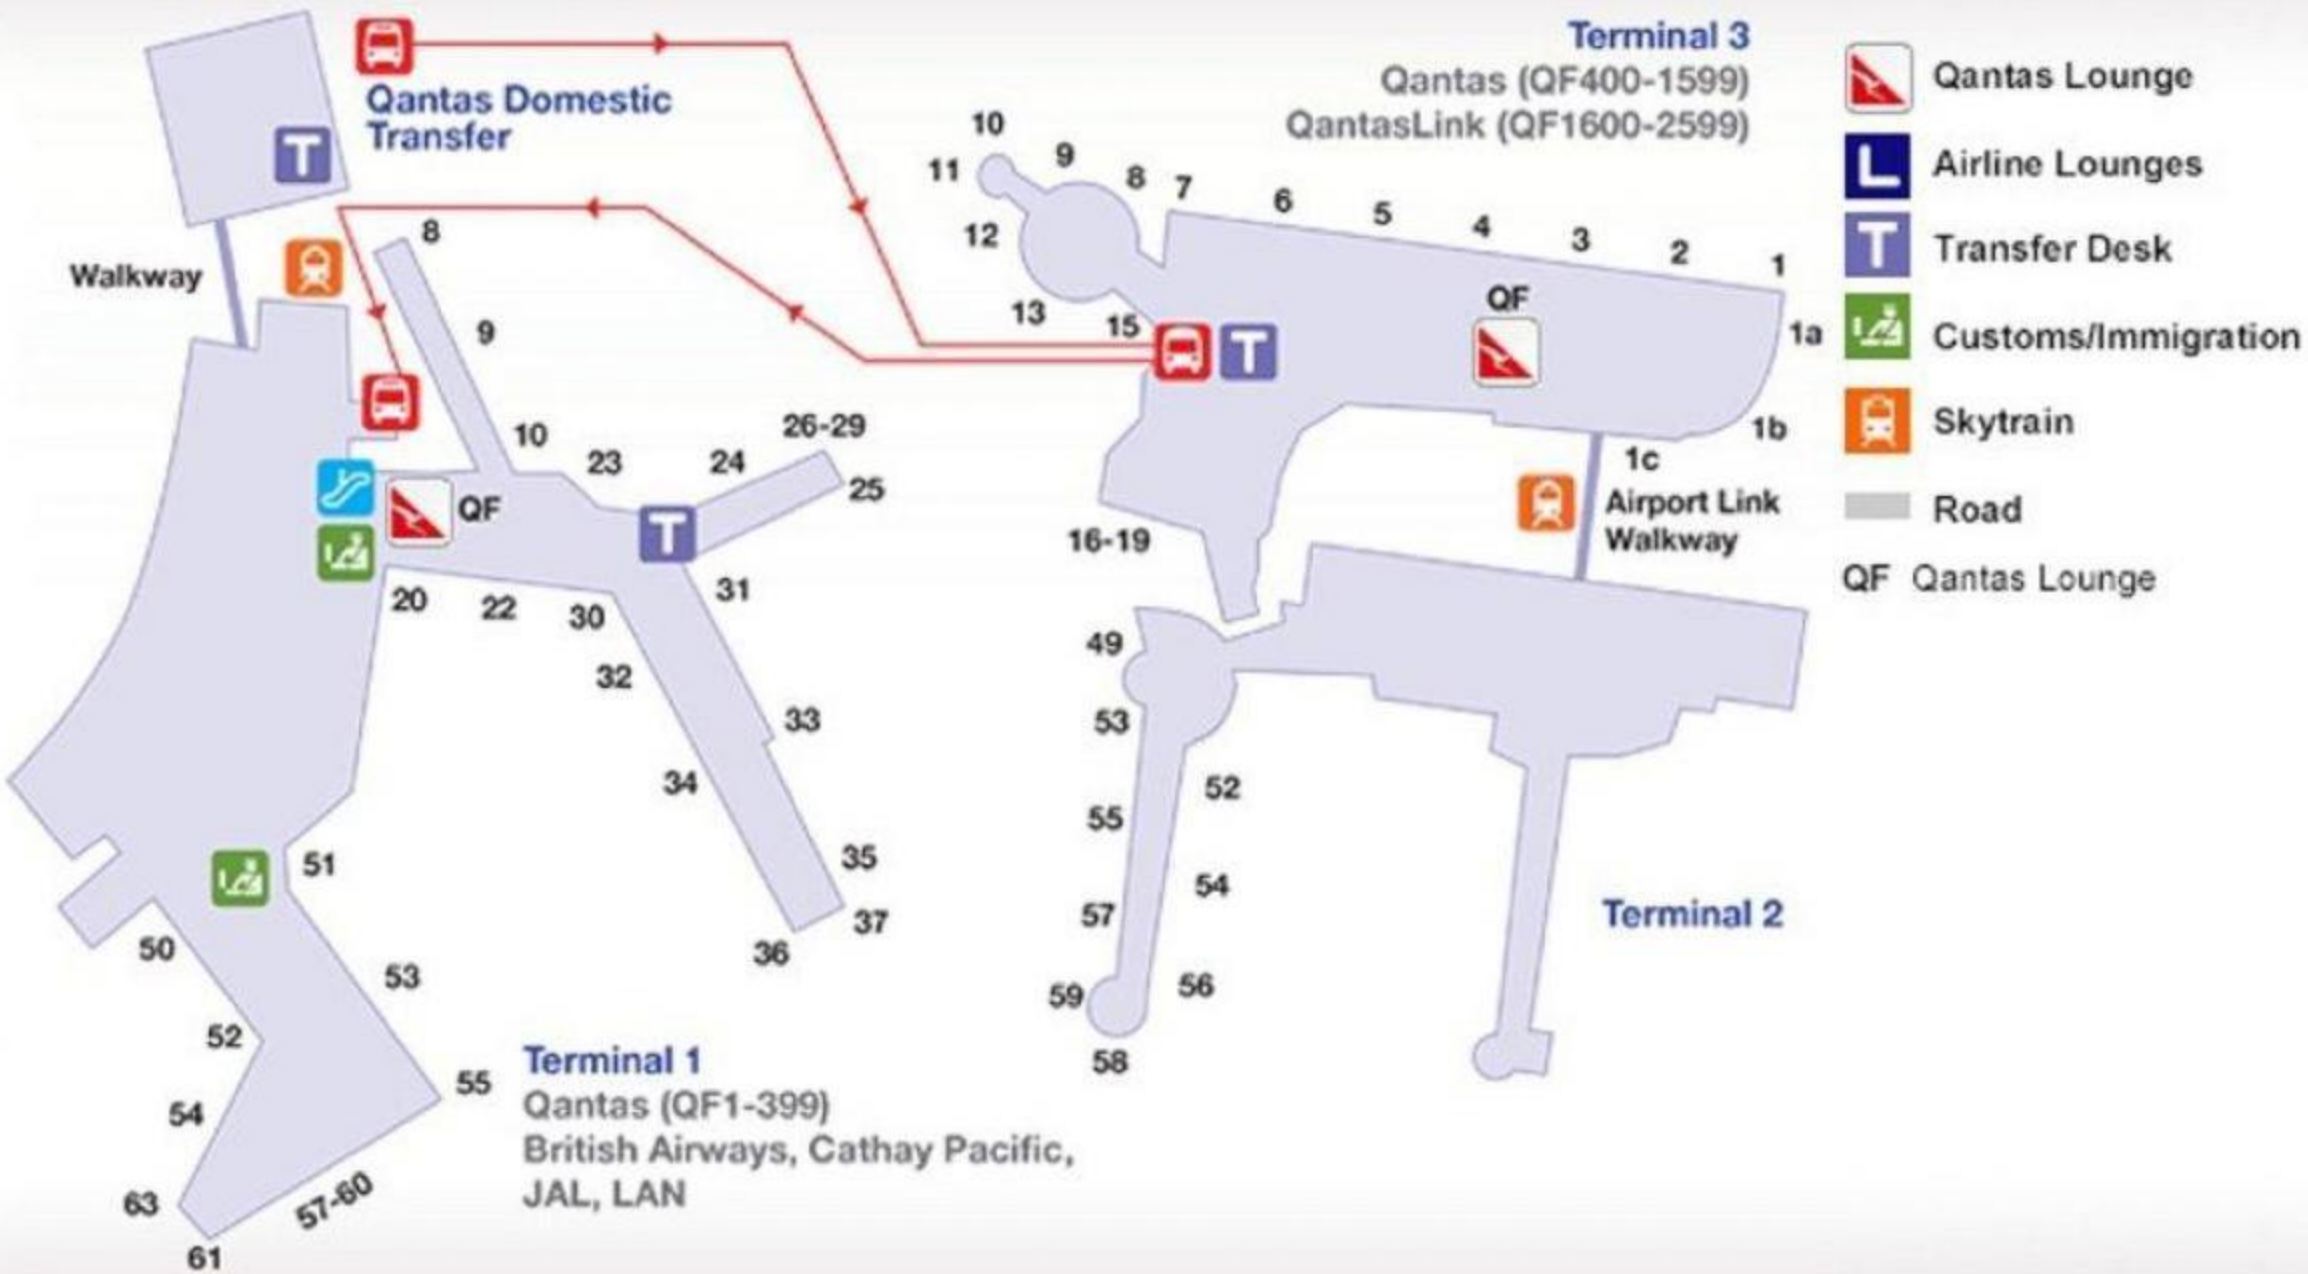 Qantas Domestic
Transfer
T
Walkway
8
9
10
23
24
26-29
25
QF
T
20
22
30
31
32
33
34
35
37
36
51
50
53
52
54
55
63
57-60
61
Terminal 1
Qantas (QF1-399)
British Airways, Cathay Pacific,
JAL, LAN
Terminal 3
Qantas (QF400-1599)
QantasLink (QF1600-2599)
10
11
9
8
7
6
5
4
3
2
1
12
13
15
T
QF
1a
1b
1c
Airport Link
Walkway
16-19
49
53
52
55
54
57
56
59
58
Terminal 2
Qantas Lounge
L Airline Lounges
T Transfer Desk
Customs/Immigration
Skytrain
Road
QF Qantas Lounge